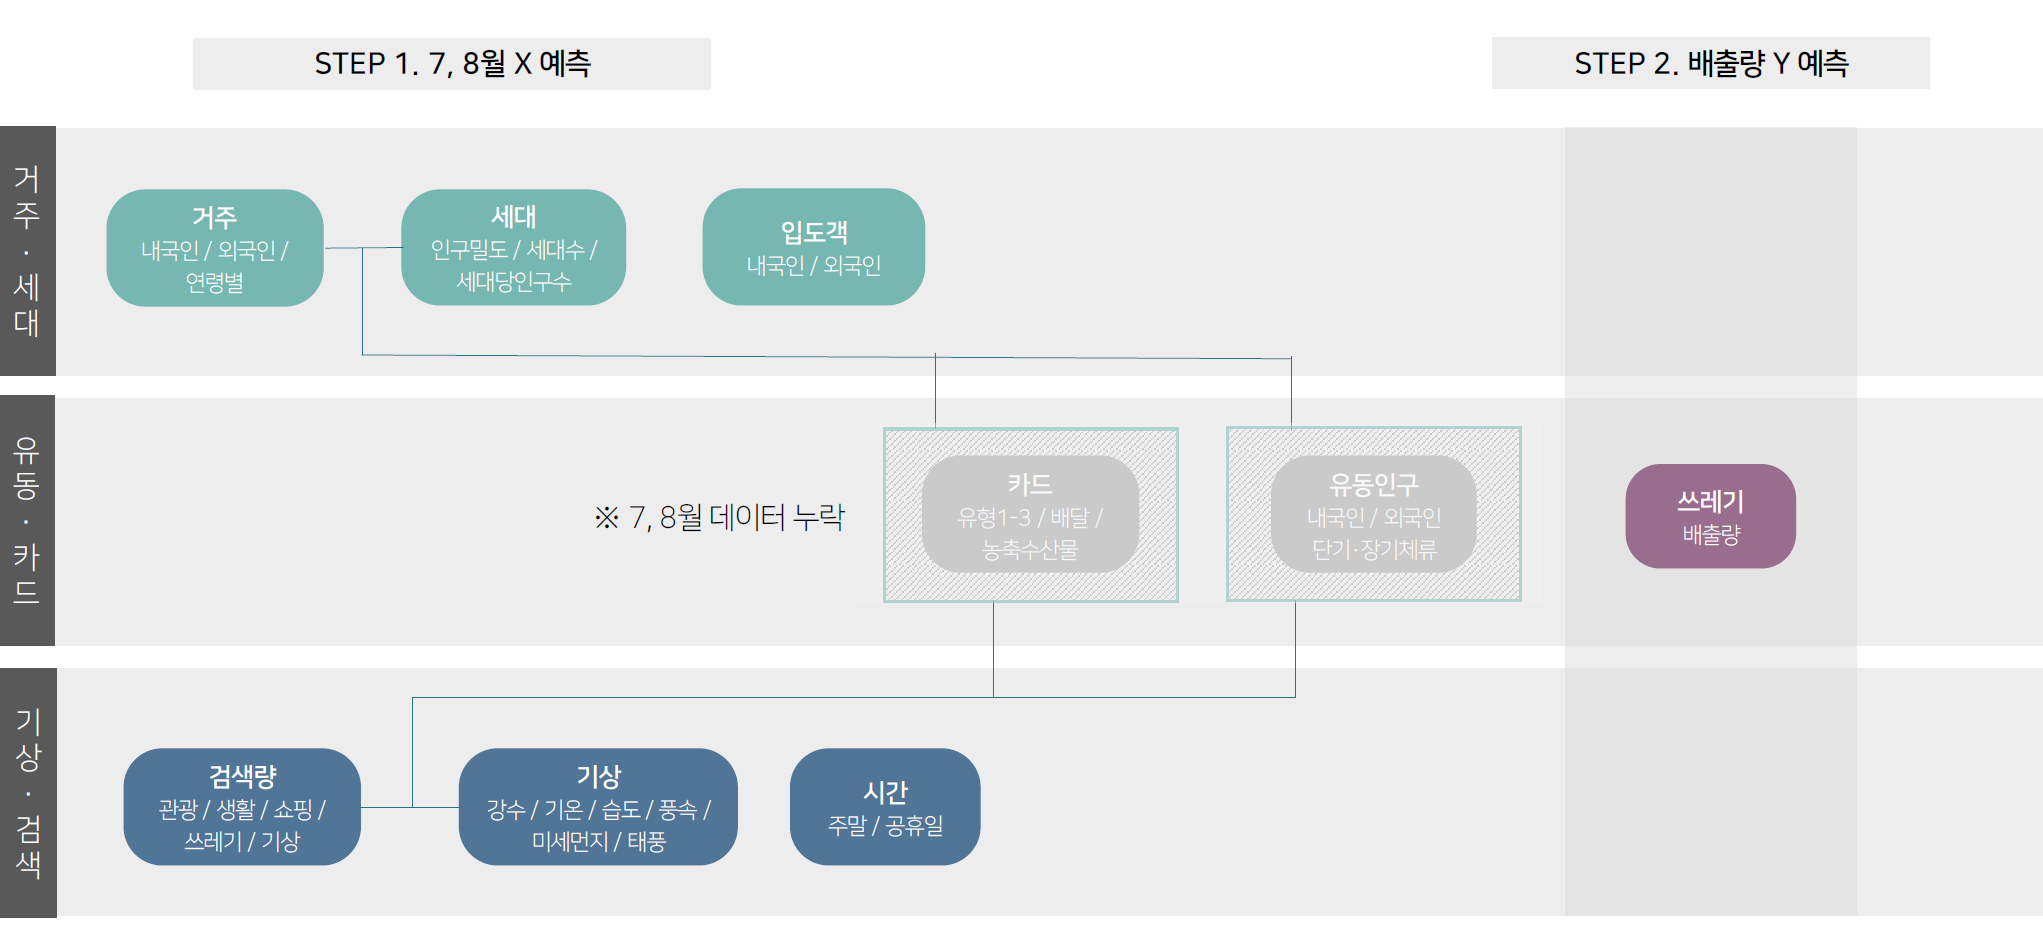 STEP 1. 7, 8월 X 예측
STEP 2. 배출량 Y 예측
거주·세대
거주
내국인 / 외국인 /
연령별
세대
인구밀도 / 세대수 /
세대당인구수
입도객
내국인 / 외국인
유동·카드
※ 7, 8월 데이터 누락
카드
유형1-3 / 배달 /
농축수산물
유동인구
내국인 / 외국인
단기·장기체류
쓰레기
배출량
기상·검색
검색량
관광 / 생활 / 쇼핑 /
쓰레기 / 기상
기상
강수 / 기온 / 습도 / 풍속 /
미세먼지 / 태풍
시간
주말 / 공휴일